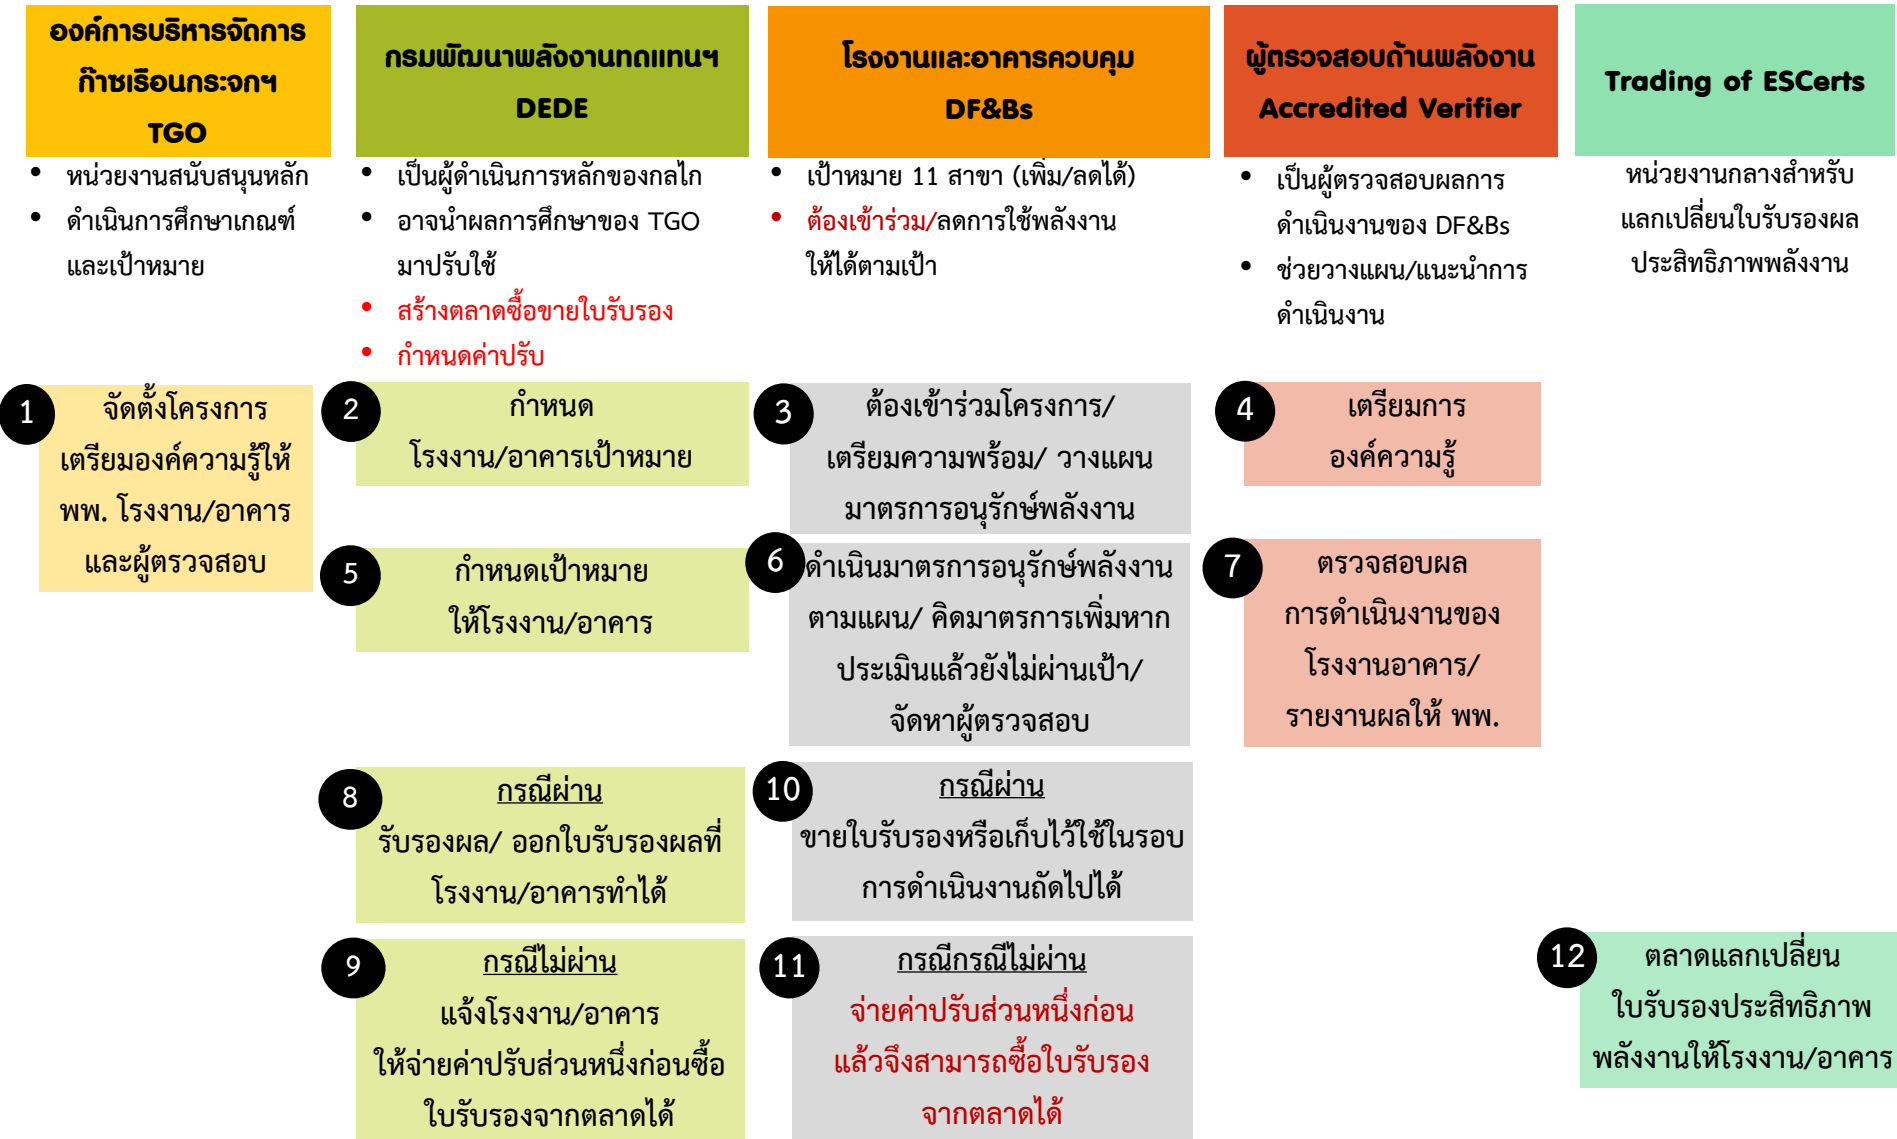 องค์การบริหารจัดการ
ก๊าซเรือนกระจกฯ
TGO
กรมพัฒนาพลังงานทดแทนฯ
DEDE
โรงงานและอาคารควบคุม
DF&Bs
ผู้ตรวจสอบด้านพลังงาน
Accredited Verifier
Trading of ESCerts
• หน่วยงานสนับสนุนหลัก
• ดำเนินการศึกษาเกณฑ์
และเป้าหมาย
• เป็นผู้ดำเนินการหลักของกลไก
• อาจนำผลการศึกษาของ TGO
มาปรับใช้
• สร้างตลาดซื้อขายใบรับรอง
• กำหนดค่าปรับ
• เป้าหมาย 11 สาขา (เพิ่ม/ลดได้)
• ต้องเข้าร่วม/ลดการใช้พลังงาน
ให้ได้ตามเป้า
• เป็นผู้ตรวจสอบผลการ
ดำเนินงานของ DF&Bs
• ช่วยวางแผน/แนะนำการ
ดำเนินงาน
หน่วยงานกลางสำหรับ
แลกเปลี่ยนใบรับรองผล
ประสิทธิภาพพลังงาน
1
จัดตั้งโครงการ
เตรียมองค์ความรู้ให้
พพ. โรงงาน/อาคาร
และผู้ตรวจสอบ
2
กำหนด
โรงงาน/อาคารเป้าหมาย
3
ต้องเข้าร่วมโครงการ/
เตรียมความพร้อม/ วางแผน
มาตรการอนุรักษ์พลังงาน
4
เตรียมการ
องค์ความรู้
5
กำหนดเป้าหมาย
ให้โรงงาน/อาคาร
6
ดำเนินมาตรการอนุรักษ์พลังงาน
ตามแผน/ คิดมาตรการเพิ่มหาก
ประเมินแล้วยังไม่ผ่านเป้า/
จัดหาผู้ตรวจสอบ
7
ตรวจสอบผล
การดำเนินงานของ
โรงงานอาคาร/
รายงานผลให้ พพ.
8
กรณีผ่าน
รับรองผล/ ออกใบรับรองผลที่
โรงงาน/อาคารทำได้
10
กรณีผ่าน
ขายใบรับรองหรือเก็บไว้ใช้ในรอบ
การดำเนินงานถัดไปได้
9
กรณีไม่ผ่าน
แจ้งโรงงาน/อาคาร
ให้จ่ายค่าปรับส่วนหนึ่งก่อนซื้อ
ใบรับรองจากตลาดได้
11
กรณีกรณีไม่ผ่าน
จ่ายค่าปรับส่วนหนึ่งก่อน
แล้วจึงสามารถซื้อใบรับรอง
จากตลาดได้
12
ตลาดแลกเปลี่ยน
ใบรับรองประสิทธิภาพ
พลังงานให้โรงงาน/อาคาร